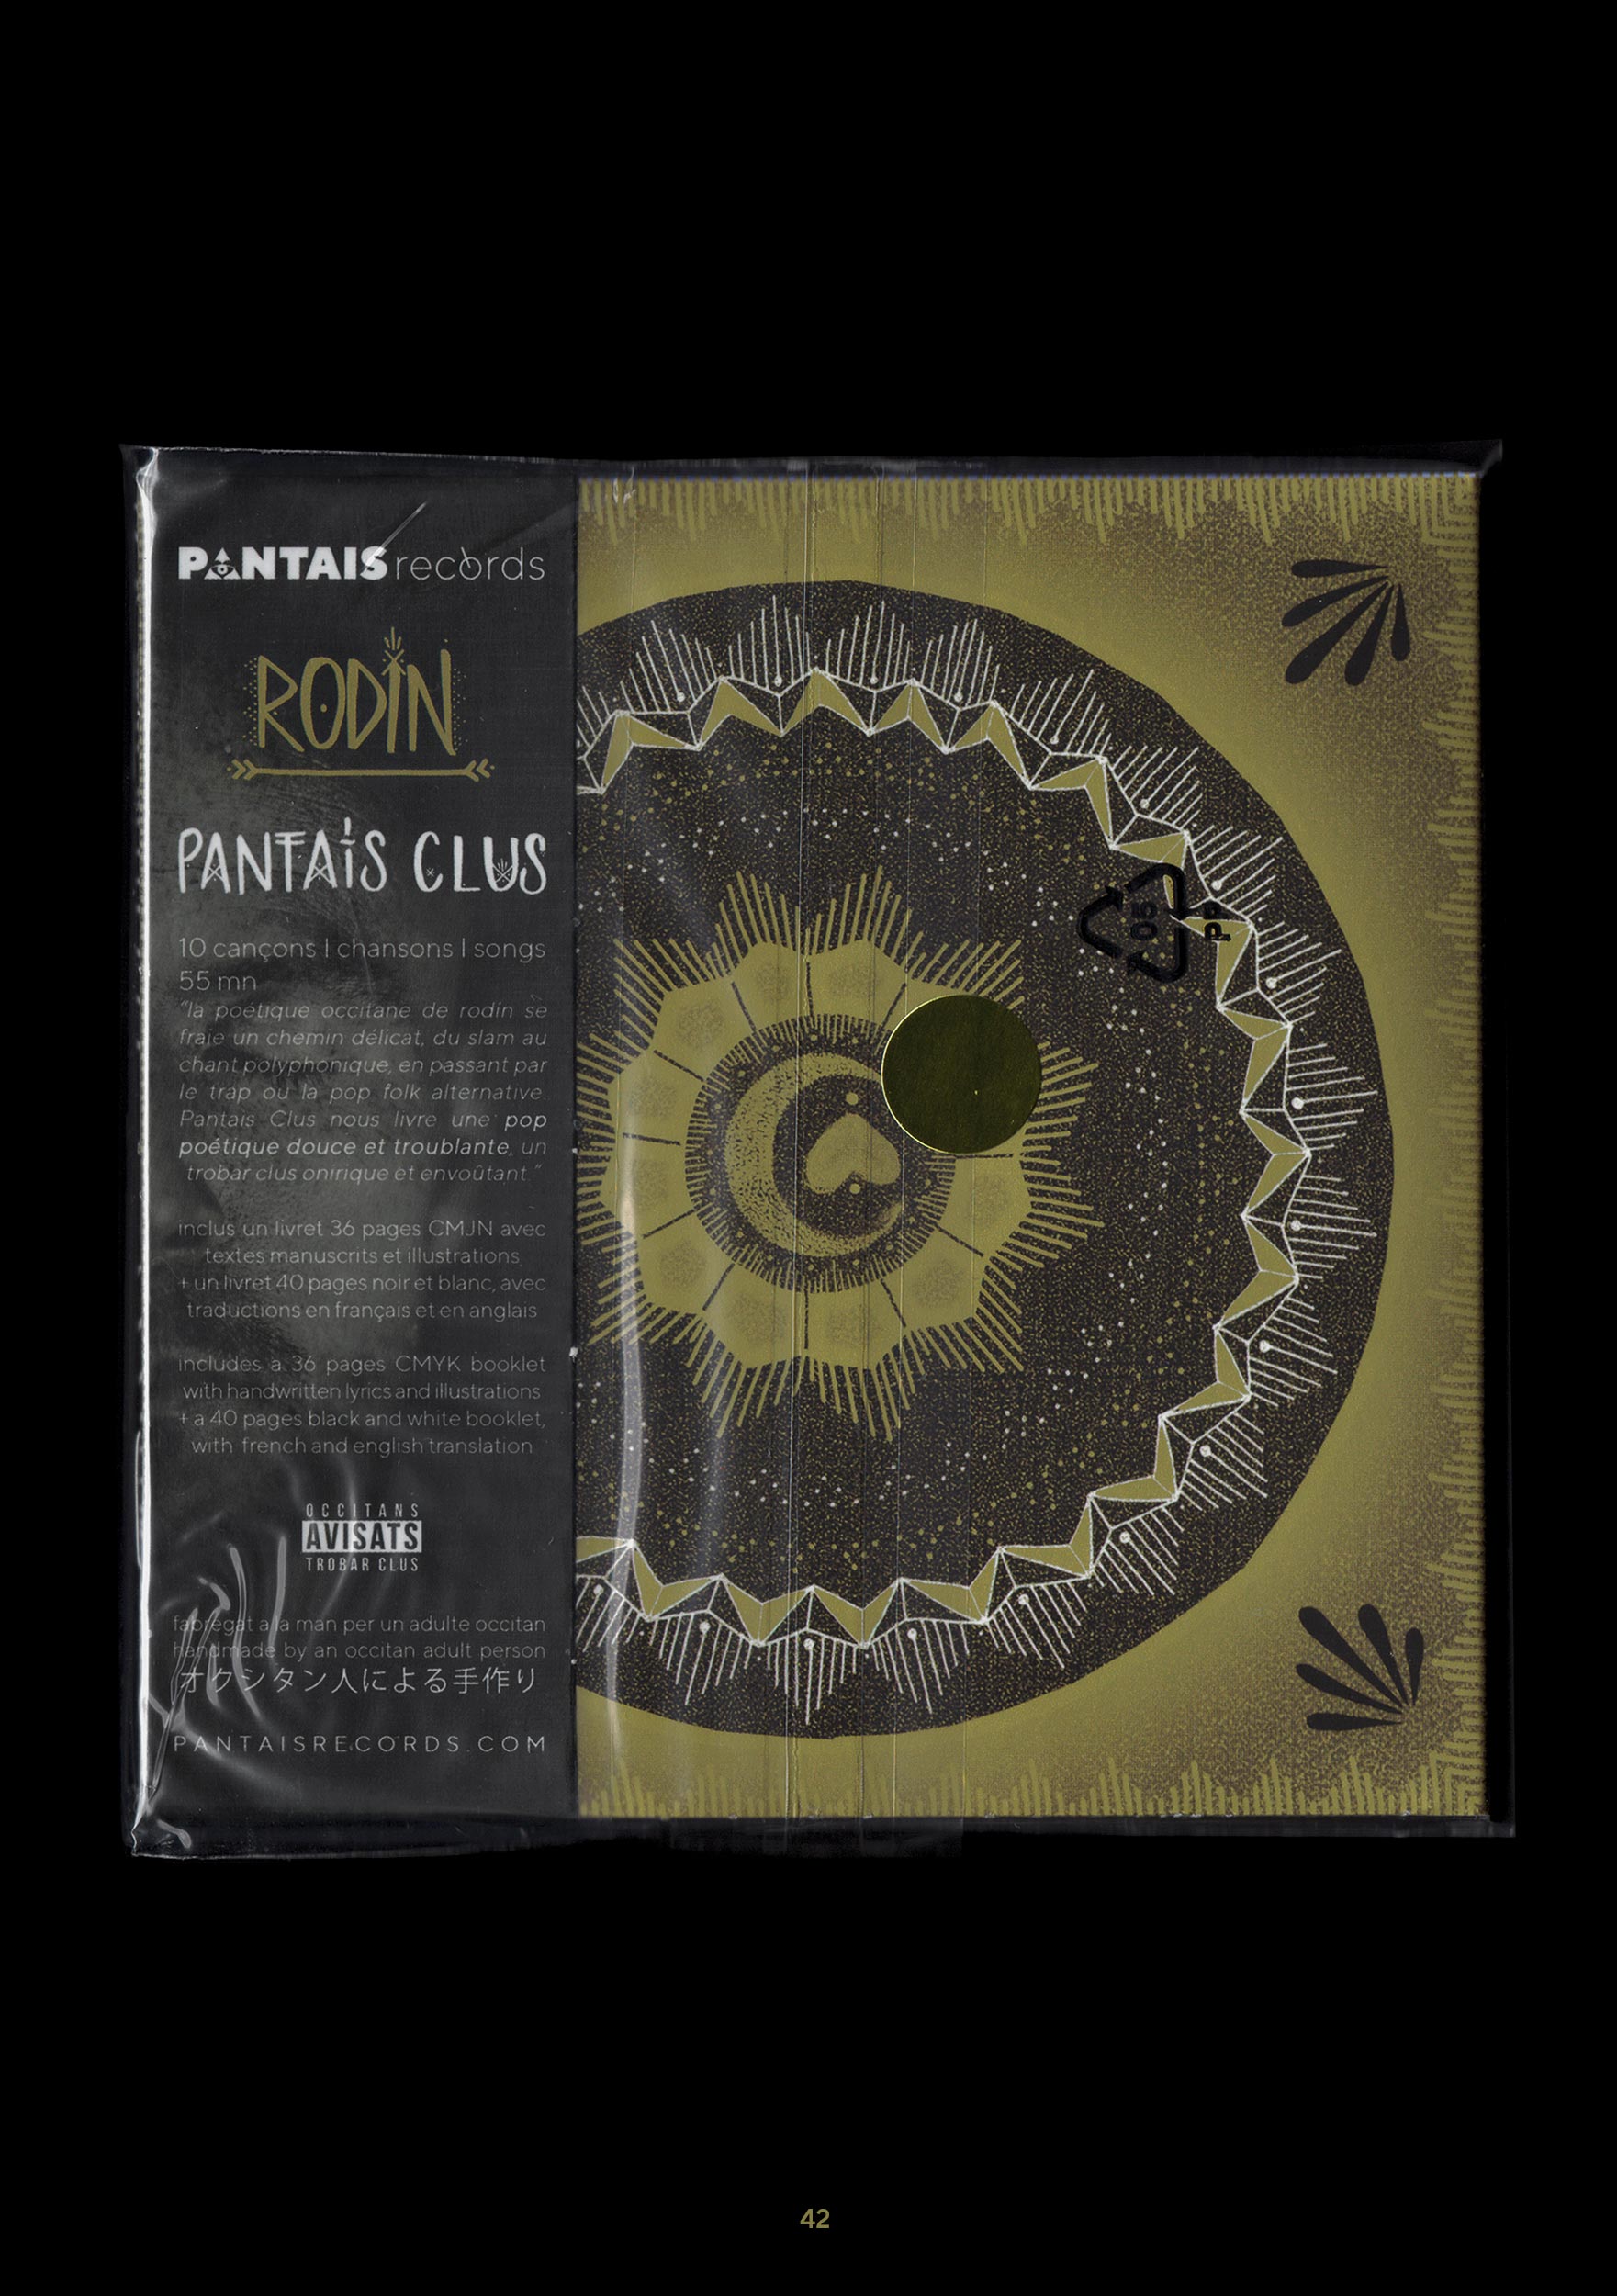 PANTAIS records
RODÍN
PANTAÍS CLUS
10 cançons | chansons | songs
55 mn
"la poétique occitane de rodín se
fraie un chemin délicat, du slam au
chant polyphonique, en passant par
le trap ou la pop folk alternative.
Pantais Clus nous livre une pop
poétique douce et troublante, un
trobar clus onirique et envoûtant."
inclus un livret 36 pages CMJN avec
textes manuscrits et illustrations
+ un livret 40 pages noir et blanc, avec
traductions en français et en anglais
includes a 36 pages CMYK booklet
with handwritten lyrics and illustrations
+ a 40 pages black and white booklet,
with french and english translation
OCCITANS
AVISATS
TROBAR CLUS
fabregat a la man per un adulte occitan
handmade by an occitan adult person
オクシタン人による手作り
PANTAISRECORDS.COM
05
PP
42